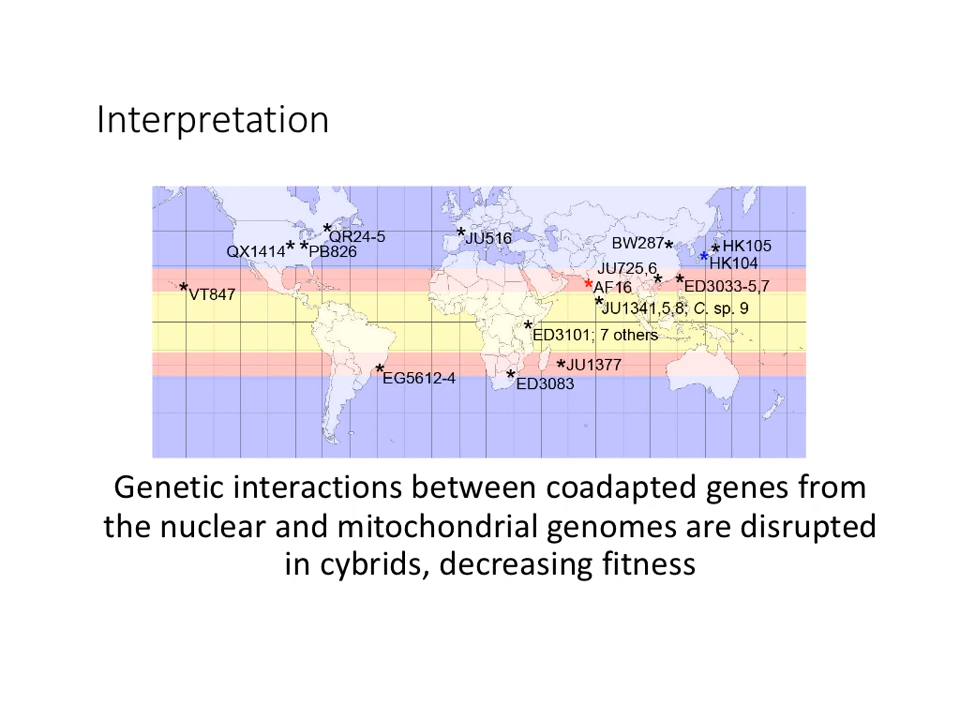 Interpretation
*QR24-5
QX1414* *PB826
*JU516
BW287* *HK105
*HK104
JU725,6*
*AF16 *ED3033-5,7
*VT847
*JU1341,5,8; C. sp. 9
*ED3101; 7 others
*JU1377
*EG5612-4 *ED3083
Genetic interactions between coadapted genes from
the nuclear and mitochondrial genomes are disrupted
in cybrids, decreasing fitness